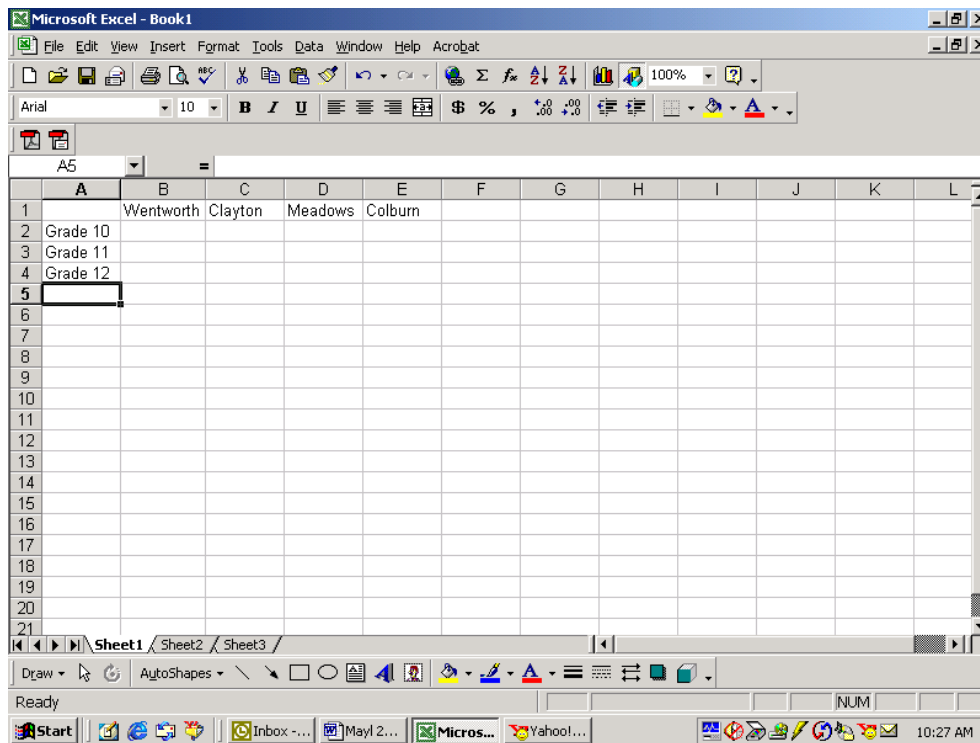 Microsoft Excel - Book1
File Edit View Insert Format Tools Data Window Help Acrobat
100%
Arial 10 B I U $ % ,
A5 =
A B C D E F G H I J K L
1 Wentworth Clayton Meadows Colburn
2 Grade 10
3 Grade 11
4 Grade 12
5
6
7
8
9
10
11
12
13
14
15
16
17
18
19
20
21
Sheet1 Sheet2 Sheet3
Draw AutoShapes
Ready NUM
Start Inbox -... Mayl 2... Micros... Yahoo!... 10:27 AM